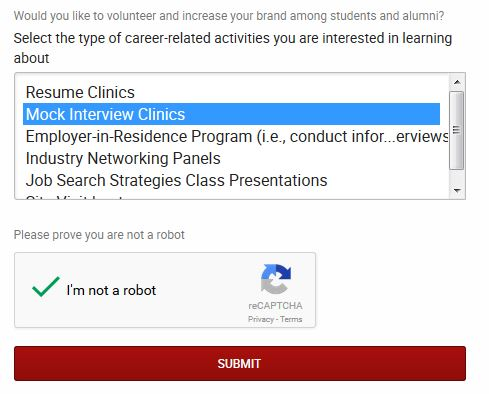 Would you like to volunteer and increase your brand among students and alumni?
Select the type of career-related activities you are interested in learning
about
Resume Clinics
Mock Interview Clinics
Employer-in-Residence Program (i.e., conduct infor...erviews
Industry Networking Panels
Job Search Strategies Class Presentations
Please prove you are not a robot
I'm not a robot
reCAPTCHA
Privacy - Terms
SUBMIT